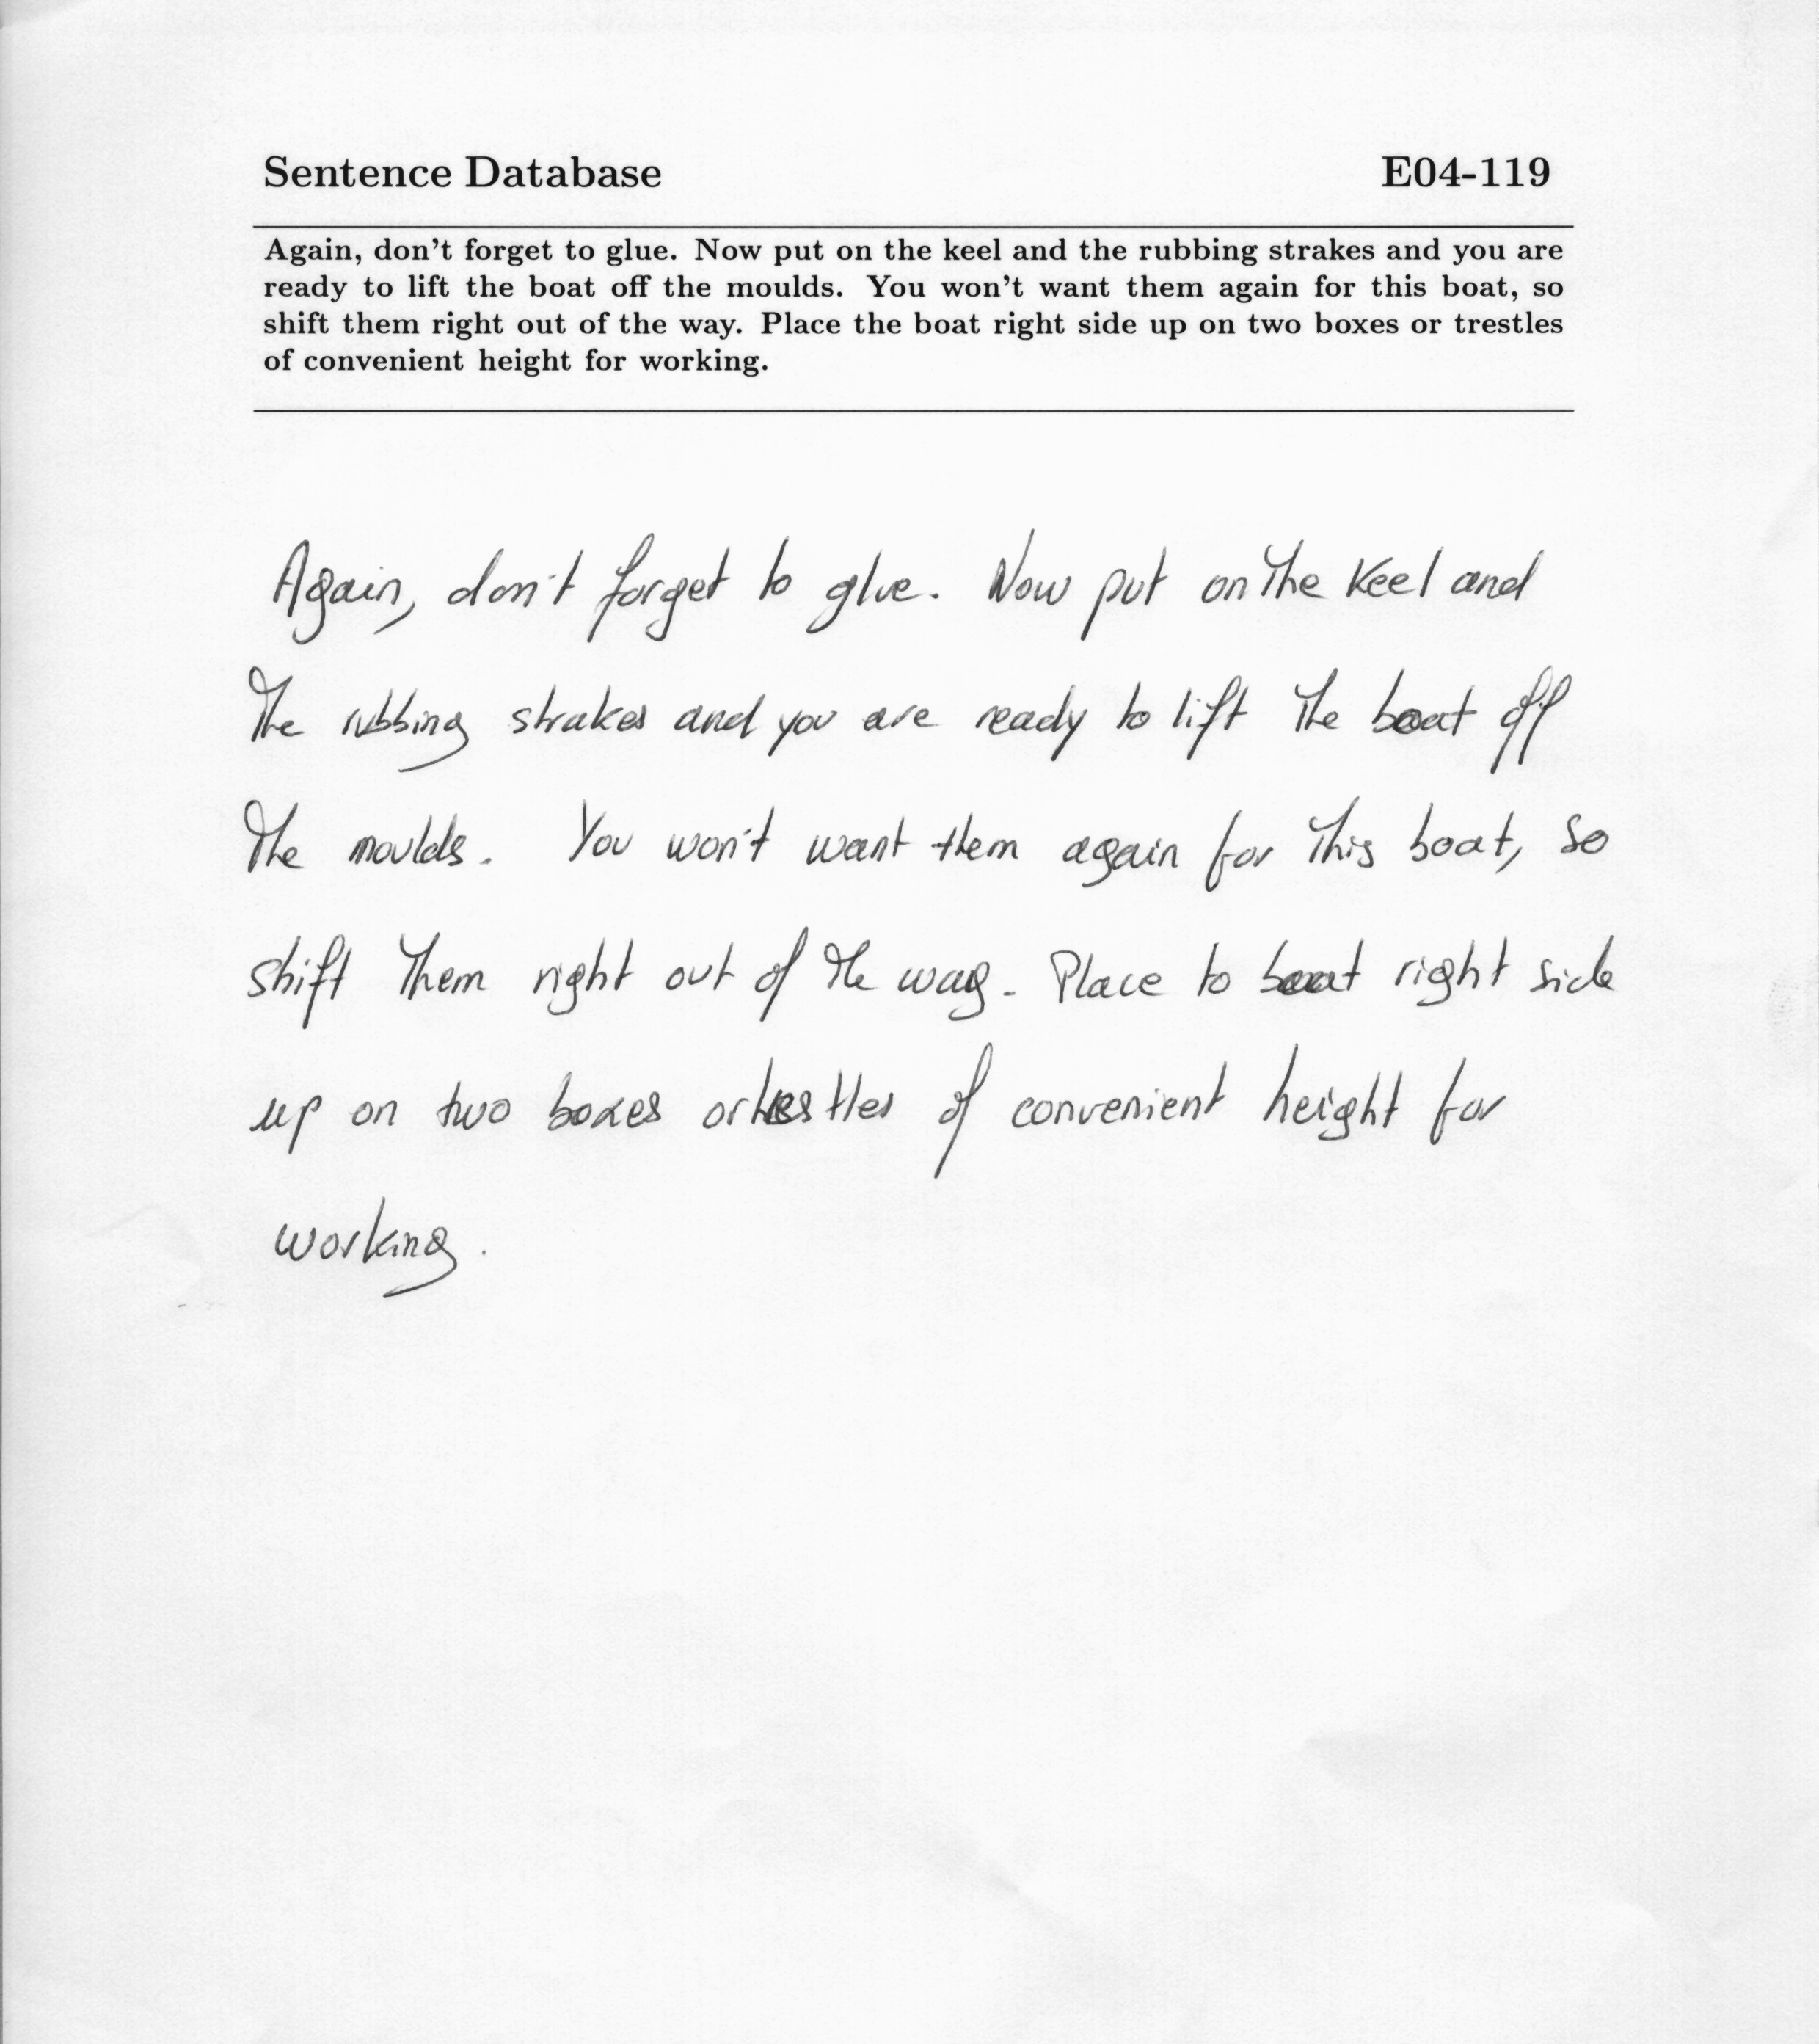 Sentence Database E04-119
Again, don't forget to glue. Now put on the keel and the rubbing strakes and you are
ready to lift the boat off the moulds. You won't want them again for this boat, so
shift them right out of the way. Place the boat right side up on two boxes or trestles
of convenient height for working.
Again, don't forget to glue. Now put on the keel and
the rubbing strakes and you are ready to lift the boat off
the moulds. You won't want them again for this boat, so
shift them right out of the way. Place to boat right side
up on two boxes or trestles of convenient height for
working.